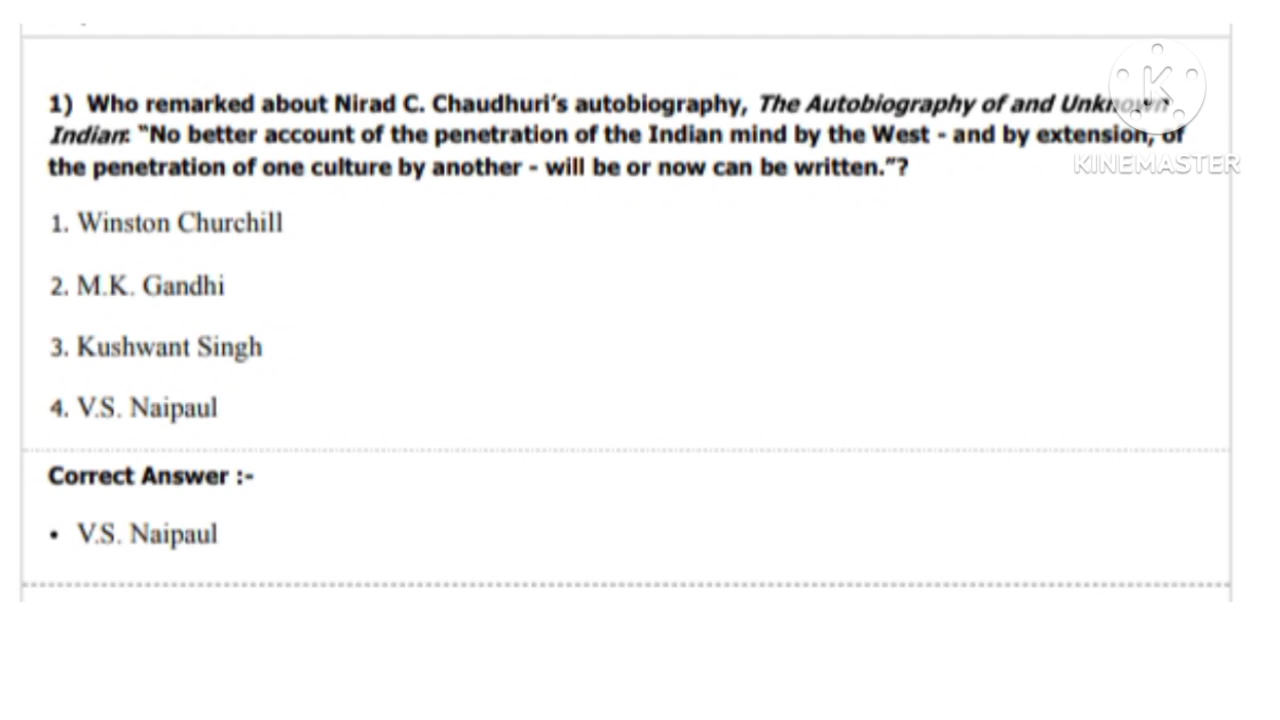 1) Who remarked about Nirad C. Chaudhuri's autobiography, The Autobiography of and Unknown
Indian: "No better account of the penetration of the Indian mind by the West - and by extension, of
the penetration of one culture by another - will be or now can be written."?
KINEMASTER
1. Winston Churchill
2. M.K. Gandhi
3. Kushwant Singh
4. V.S. Naipaul
Correct Answer :-
• V.S. Naipaul